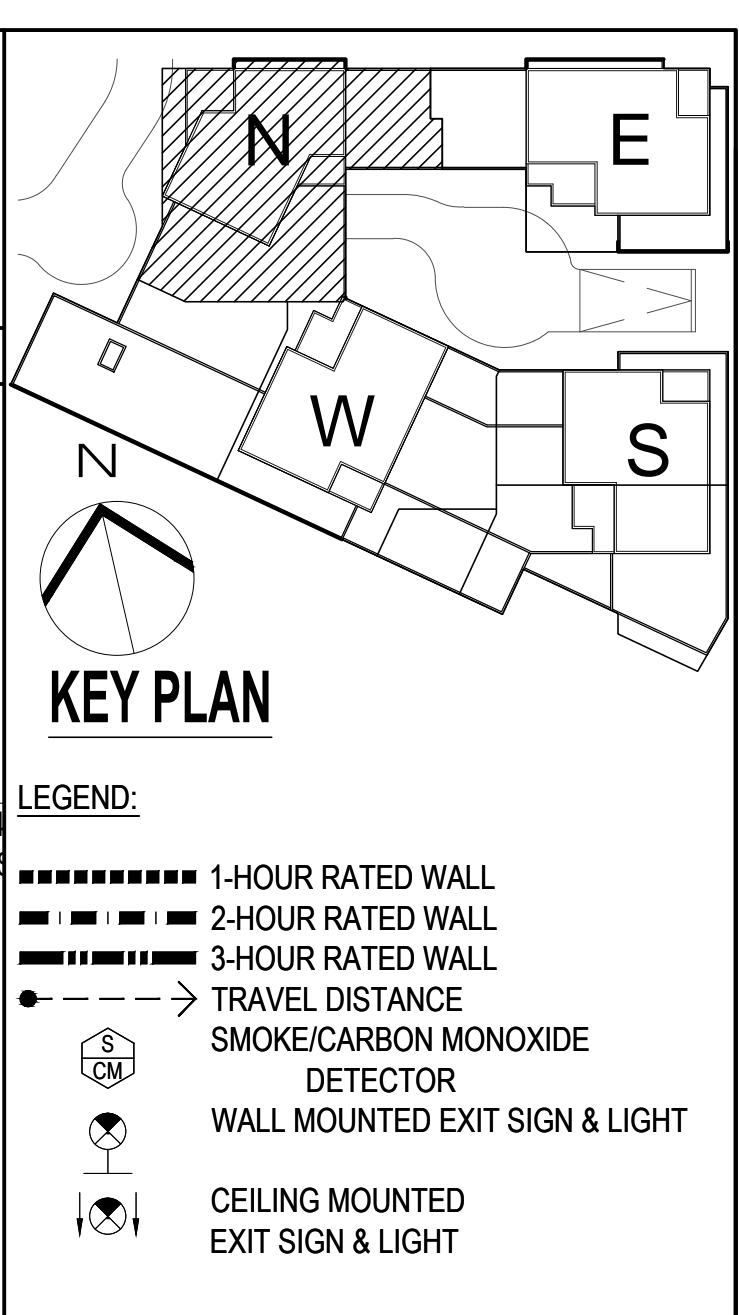 N
E
W
S
N
KEY PLAN
LEGEND:
1-HOUR RATED WALL
2-HOUR RATED WALL
3-HOUR RATED WALL
TRAVEL DISTANCE
S
CM
SMOKE/CARBON MONOXIDE
DETECTOR
WALL MOUNTED EXIT SIGN & LIGHT
CEILING MOUNTED
EXIT SIGN & LIGHT